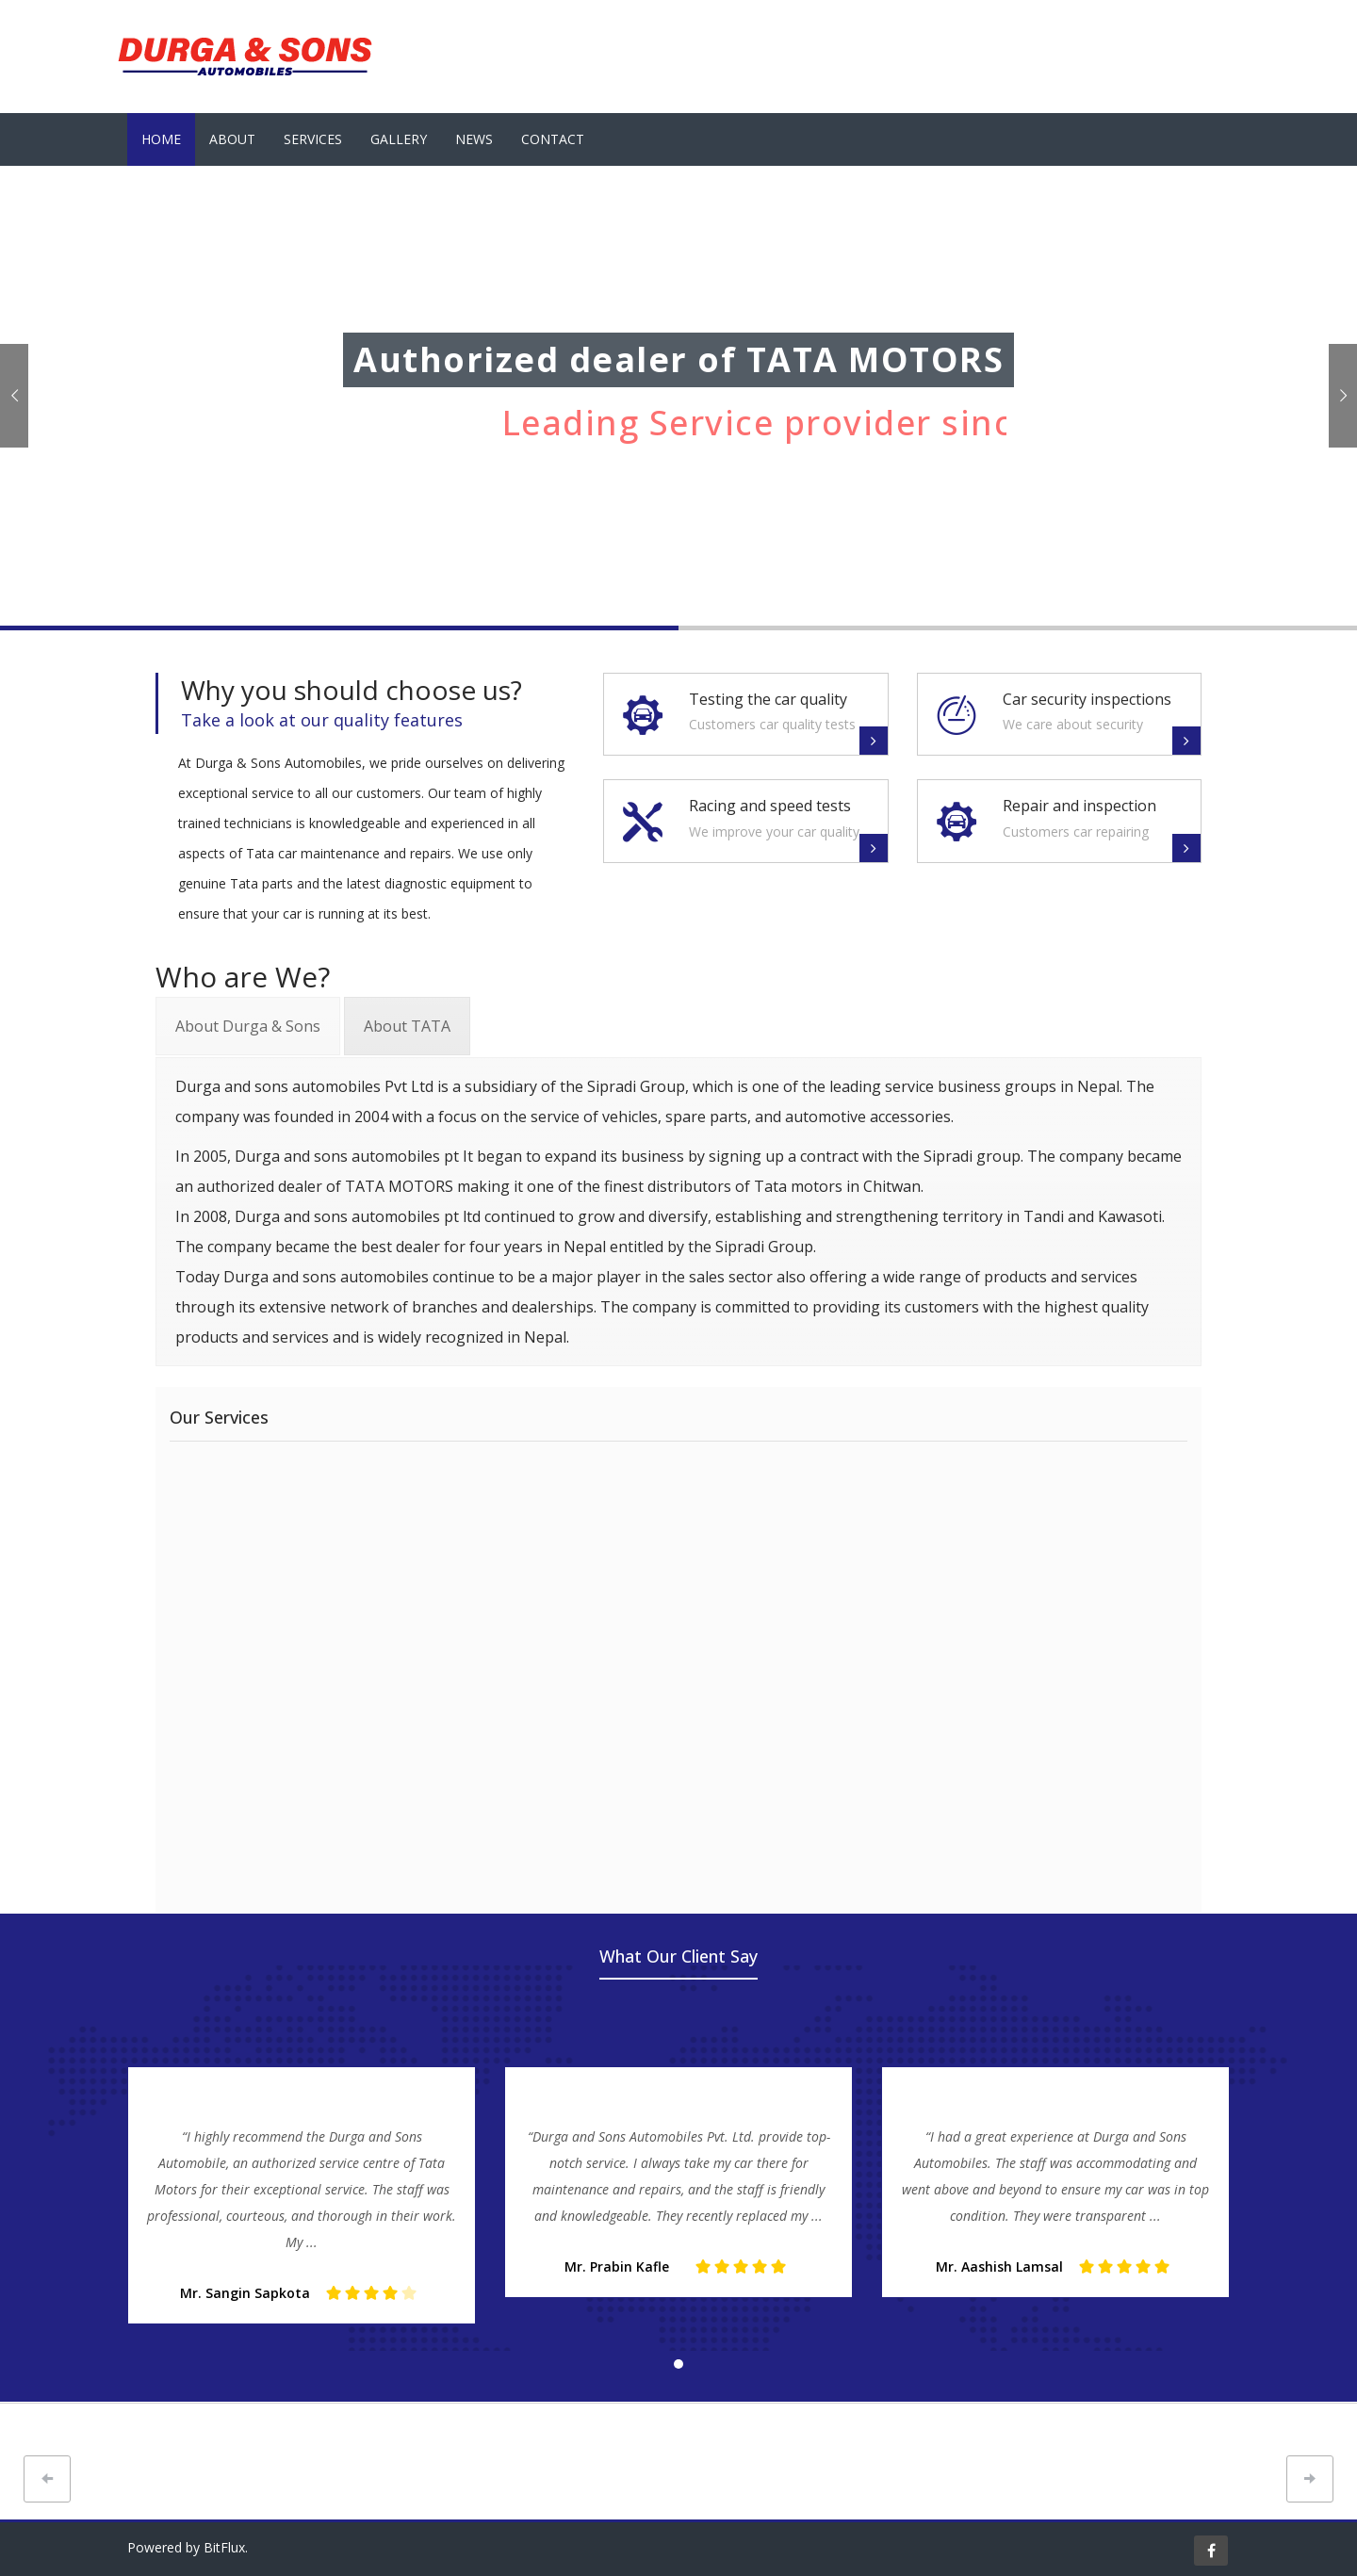 DURGA & SONS
AUTOMOBILES
HOME ABOUT SERVICES GALLERY NEWS CONTACT
Authorized dealer of TATA MOTORS
Leading Service provider sinc
Why you should choose us?
Take a look at our quality features
At Durga & Sons Automobiles, we pride ourselves on delivering
exceptional service to all our customers. Our team of highly
trained technicians is knowledgeable and experienced in all
aspects of Tata car maintenance and repairs. We use only
genuine Tata parts and the latest diagnostic equipment to
ensure that your car is running at its best.
Testing the car quality
Customers car quality tests
Car security inspections
We care about security
Racing and speed tests
We improve your car quality
Repair and inspection
Customers car repairing
Who are We?
About Durga & Sons
About TATA
Durga and sons automobiles Pvt Ltd is a subsidiary of the Sipradi Group, which is one of the leading service business groups in Nepal. The
company was founded in 2004 with a focus on the service of vehicles, spare parts, and automotive accessories.
In 2005, Durga and sons automobiles pt It began to expand its business by signing up a contract with the Sipradi group. The company became
an authorized dealer of TATA MOTORS making it one of the finest distributors of Tata motors in Chitwan.
In 2008, Durga and sons automobiles pt ltd continued to grow and diversify, establishing and strengthening territory in Tandi and Kawasoti.
The company became the best dealer for four years in Nepal entitled by the Sipradi Group.
Today Durga and sons automobiles continue to be a major player in the sales sector also offering a wide range of products and services
through its extensive network of branches and dealerships. The company is committed to providing its customers with the highest quality
products and services and is widely recognized in Nepal.
Our Services
What Our Client Say
“I highly recommend the Durga and Sons
Automobile, an authorized service centre of Tata
Motors for their exceptional service. The staff was
professional, courteous, and thorough in their work.
My ...
Mr. Sangin Sapkota
“Durga and Sons Automobiles Pvt. Ltd. provide top-
notch service. I always take my car there for
maintenance and repairs, and the staff is friendly
and knowledgeable. They recently replaced my ...
Mr. Prabin Kafle
“I had a great experience at Durga and Sons
Automobiles. The staff was accommodating and
went above and beyond to ensure my car was in top
condition. They were transparent ...
Mr. Aashish Lamsal
Powered by BitFlux.